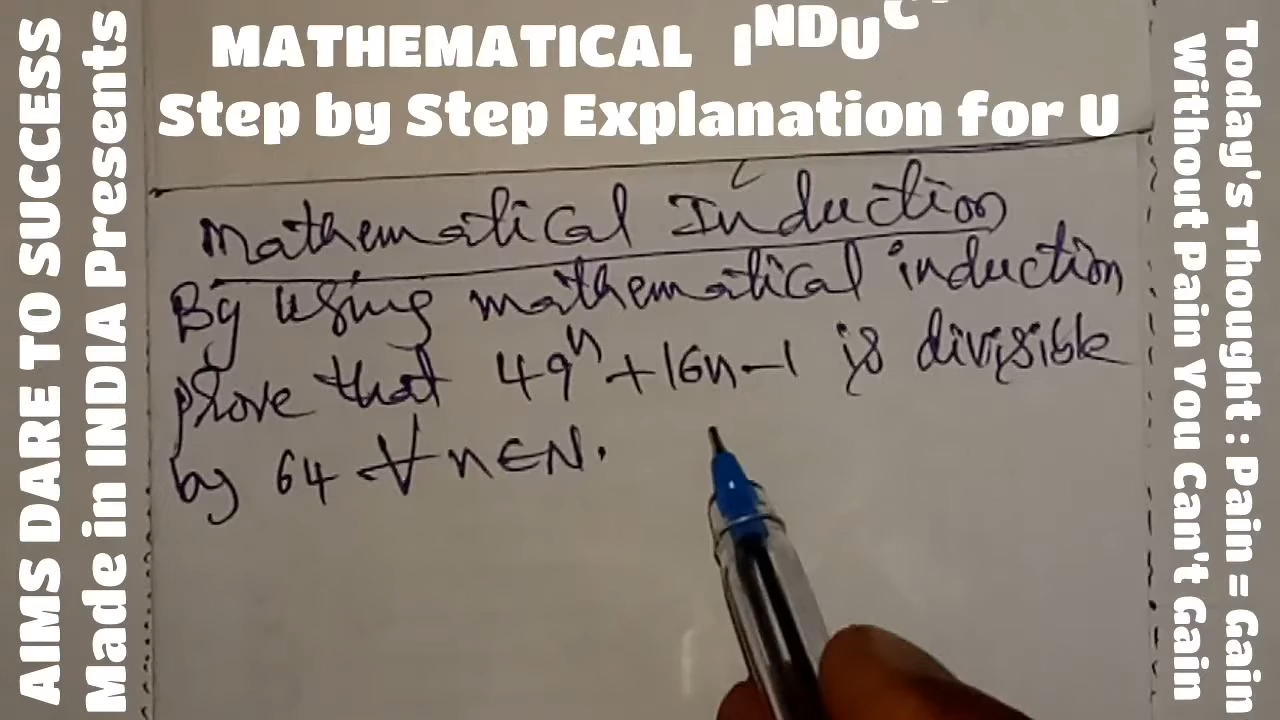 AIMS DARE TO SUCCESS
Made in INDIA Presents
MATHEMATICAL INDUC
Step by Step Explanation for U
Mathematical Induction
By using mathematical induction
prove that 49ⁿ + 16n - 1 is divisible
by 64 ∀ n ∈ N.
Today's Thought : Pain = Gain
Without Pain You Can't Gain